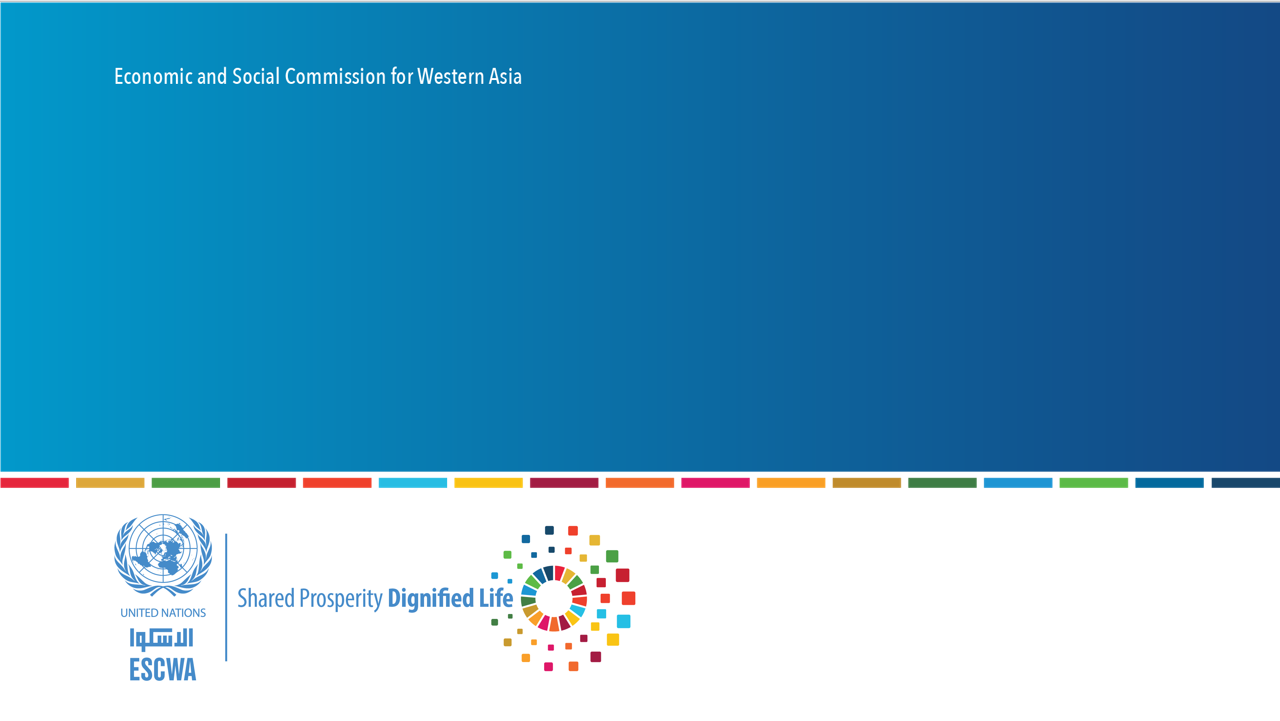 Economic and Social Commission for Western Asia
Shared Prosperity Dignified Life
UNITED NATIONS
الاسكوا
ESCWA